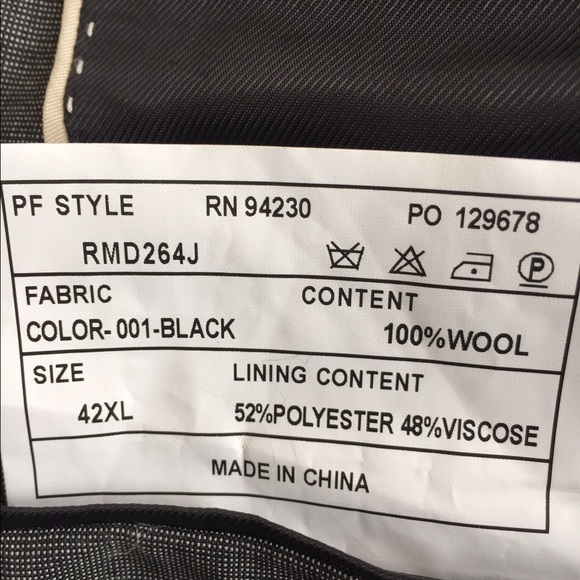 PF STYLE RN 94230 PO 129678
RMD264J P
FABRIC CONTENT
COLOR-001-BLACK 100%WOOL
SIZE LINING CONTENT
42XL 52%POLYESTER 48%VISCOSE
MADE IN CHINA